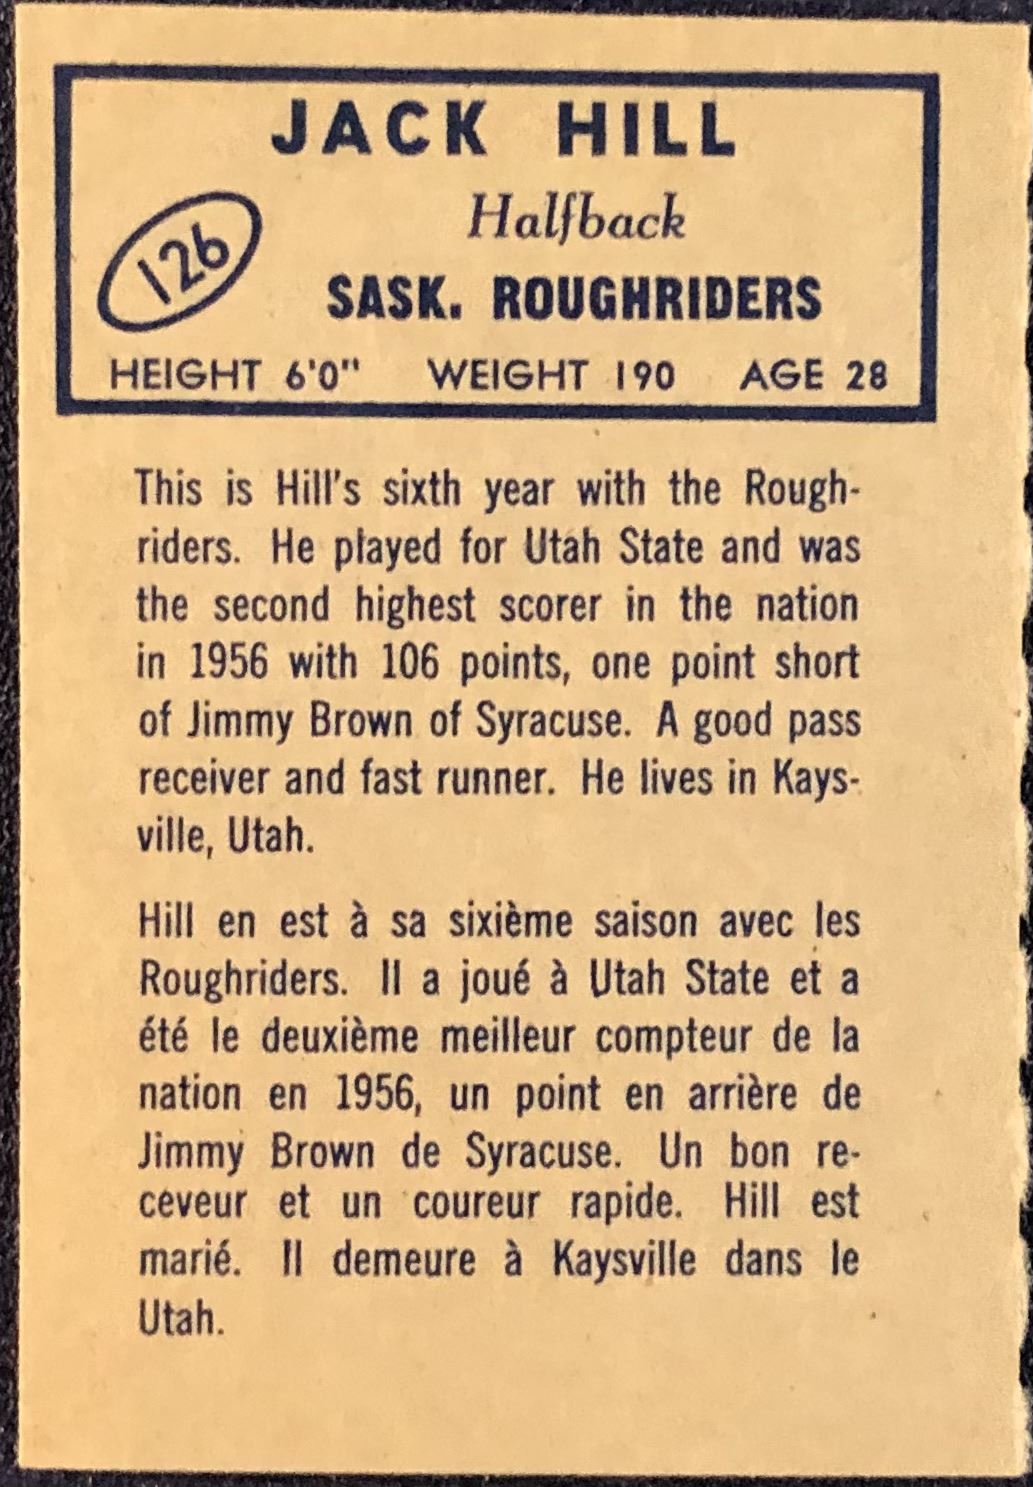 JACK HILL
Halfback
126
SASK. ROUGHRIDERS
HEIGHT 6'0" WEIGHT 190 AGE 28
This is Hill's sixth year with the Rough-
riders. He played for Utah State and was
the second highest scorer in the nation
in 1956 with 106 points, one point short
of Jimmy Brown of Syracuse. A good pass
receiver and fast runner. He lives in Kays-
ville, Utah.
Hill en est à sa sixième saison avec les
Roughriders. Il a joué à Utah State et a
été le deuxième meilleur compteur de la
nation en 1956, un point en arrière de
Jimmy Brown de Syracuse. Un bon re-
ceveur et un coureur rapide. Hill est
marié. Il demeure à Kaysville dans le
Utah.